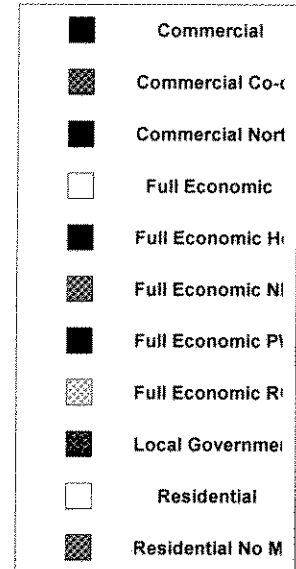 Commercial
Commercial Co-
Commercial Nort
Full Economic
Full Economic H
Full Economic N
Full Economic P
Full Economic R
Local Governme
Residential
Residential No M